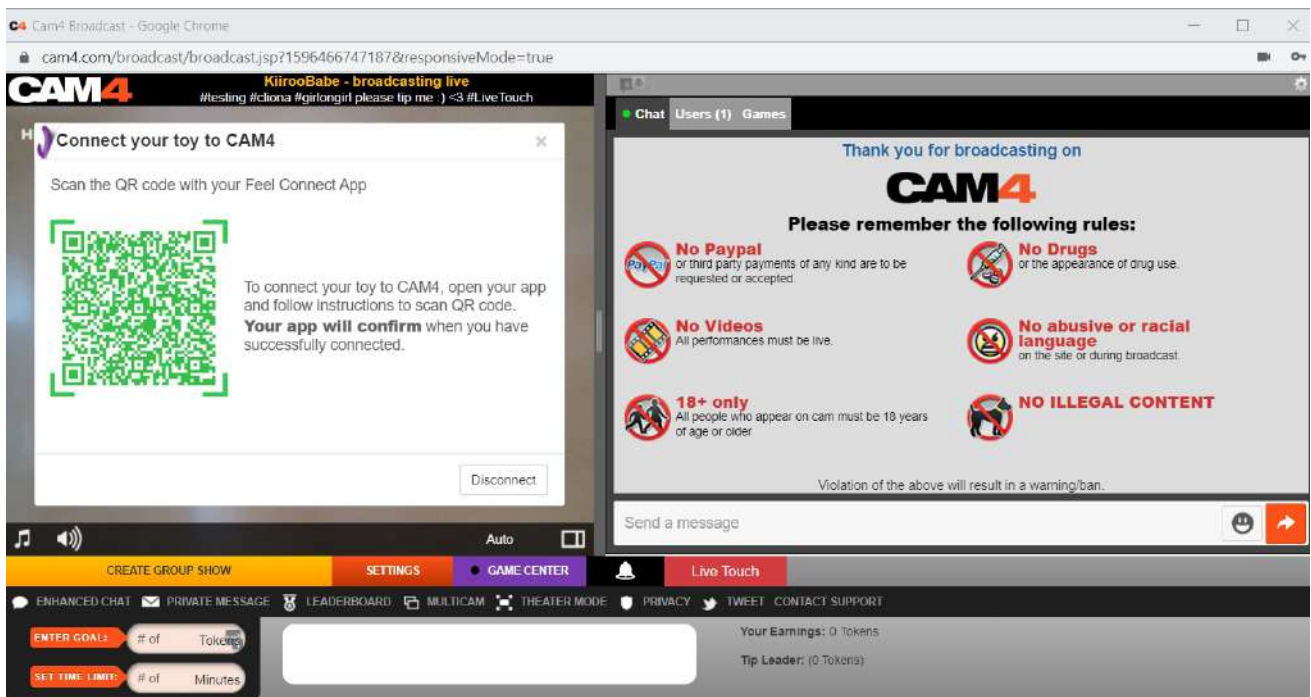 C4 Cam4 Broadcast - Google Chrome
cam4.com/broadcast/broadcast.jsp?1596466747187&responsiveMode=true
CAM4
KiirooBabe - broadcasting live
#testing #cliona #girlongirl please tip me :) <3 #LiveTouch
H
Connect your toy to CAM4
Scan the QR code with your Feel Connect App
To connect your toy to CAM4, open your app
and follow instructions to scan QR code.
Your app will confirm when you have
successfully connected.
Disconnect
Auto
Chat Users (1) Games
Thank you for broadcasting on
CAM4
Please remember the following rules:
No Paypal
PayPal
or third party payments of any kind are to be
requested or accepted.
No Drugs
or the appearance of drug use.
No Videos
All performances must be live.
No abusive or racial
language
on the site or during broadcast.
18+ only
All people who appear on cam must be 18 years
of age or older
NO ILLEGAL CONTENT
Violation of the above will result in a warning/ban.
Send a message
CREATE GROUP SHOW SETTINGS GAME CENTER Live Touch
ENHANCED CHAT PRIVATE MESSAGE LEADERBOARD MULTICAM THEATER MODE PRIVACY TWEET CONTACT SUPPORT
ENTER GOAL: # of Tokens
SET TIME LIMIT: # of Minutes
Your Earnings: 0 Tokens
Tip Leader: (0 Tokens)